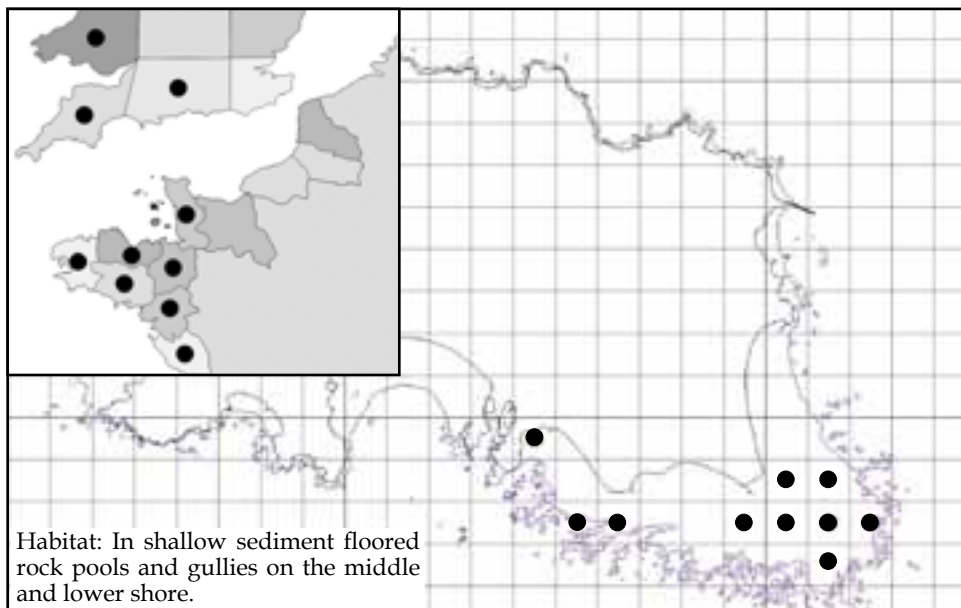 Habitat: In shallow sediment floored
rock pools and gullies on the middle
and lower shore.